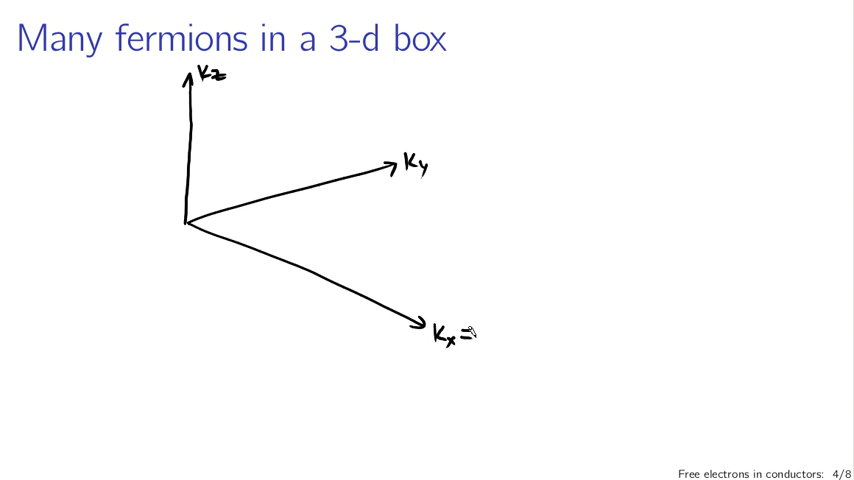 Many fermions in a 3-d box
Kz
Ky
Kx =
Free electrons in conductors: 4/8